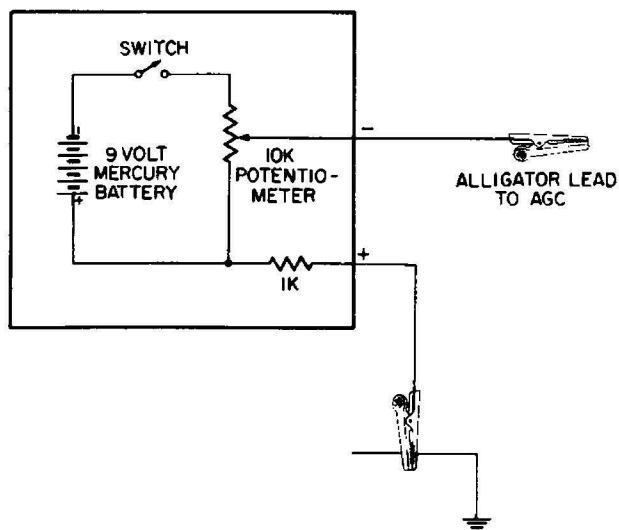 SWITCH
-
9 VOLT
MERCURY
BATTERY
+
10K
POTENTIO-
METER
-
ALLIGATOR LEAD
TO AGC
1K
+